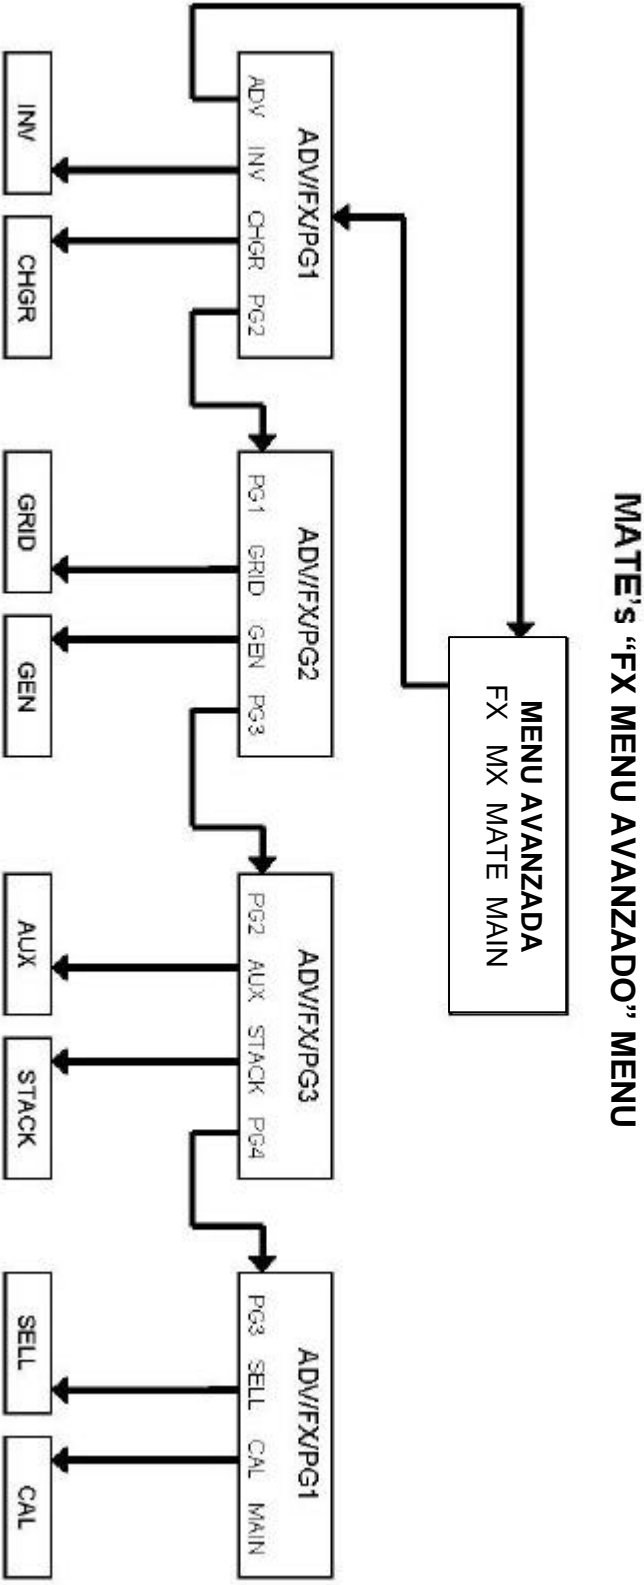 MATE's “FX MENU AVANZADO” MENU
MENU AVANZADA
FX MX MATE MAIN
ADV/FX/PG1
ADV INV CHGR PG2
ADV/FX/PG2
PG1 GRID GEN PG3
ADV/FX/PG3
PG2 AUX STACK PG4
ADV/FX/PG1
PG3 SELL CAL MAIN
INV
CHGR
GRID
GEN
AUX
STACK
SELL
CAL